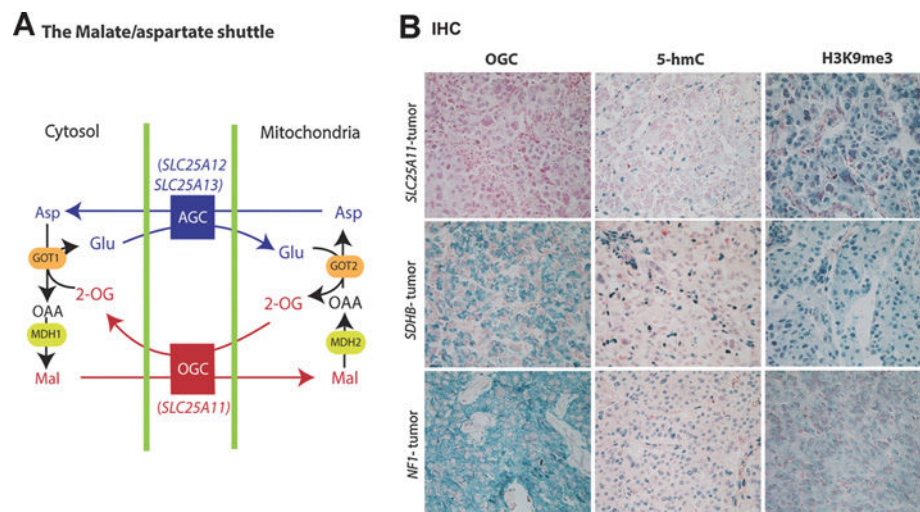 A The Malate/aspartate shuttle
Cytosol
Mitochondria
(SLC25A12
SLC25A13)
Asp
AGC
Asp
Glu
Glu
GOT1
GOT2
2-OG
2-OG
OAA
OAA
MDH1
MDH2
Mal
OGC
Mal
(SLC25A11)
B IHC
OGC
5-hmC
H3K9me3
SLC25A11-tumor
SDHB- tumor
NF1- tumor